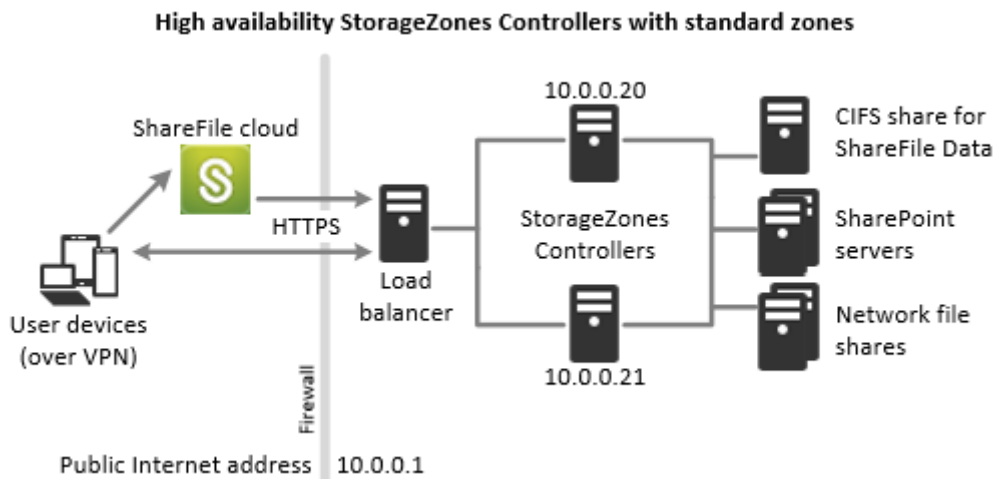 High availability StorageZones Controllers with standard zones
10.0.0.20
ShareFile cloud
CIFS share for
ShareFile Data
HTTPS
StorageZones
Controllers
SharePoint
servers
Load
balancer
User devices
(over VPN)
Network file
shares
10.0.0.21
Firewall
Public Internet address
10.0.0.1